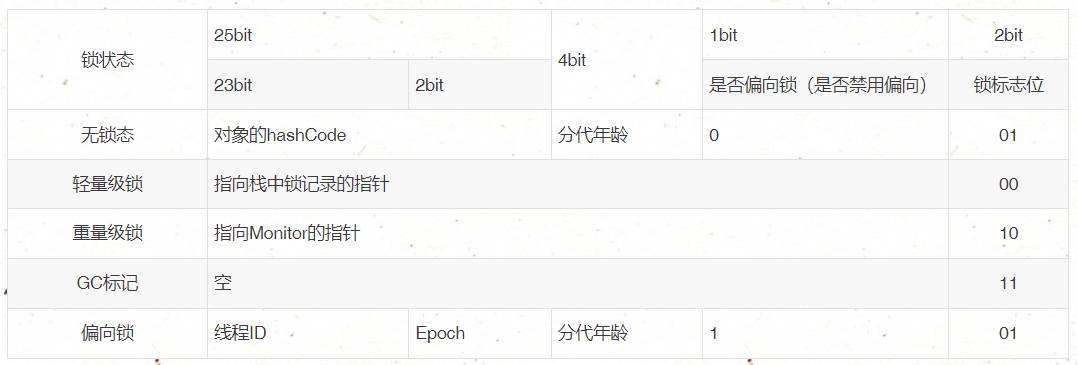 锁状态 25bit 4bit 1bit 2bit
23bit 2bit 是否偏向锁（是否禁用偏向） 锁标志位
无锁态 对象的hashCode 分代年龄 0 01
轻量级锁 指向栈中锁记录的指针 00
重量级锁 指向Monitor的指针 10
GC标记 空 11
偏向锁 线程ID Epoch 分代年龄 1 01